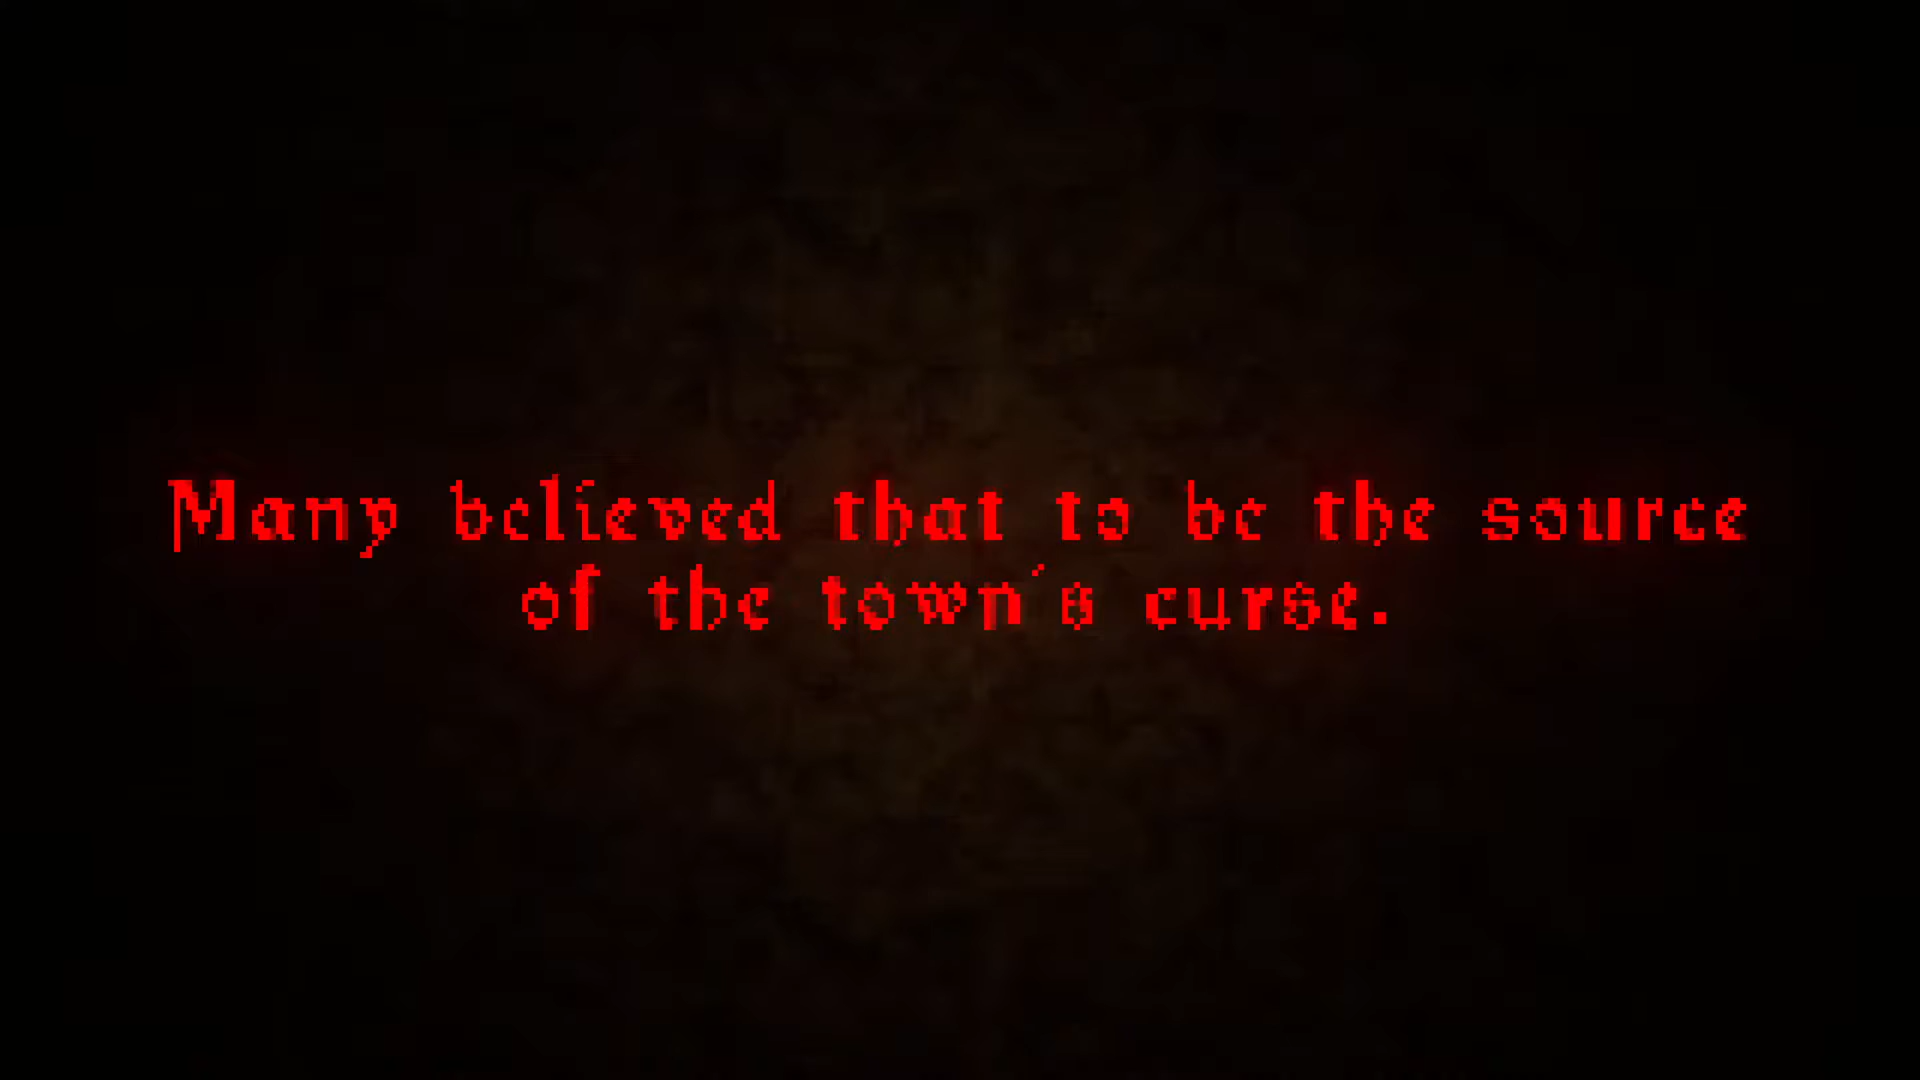 Many believed that to be the source
of the town's curse.